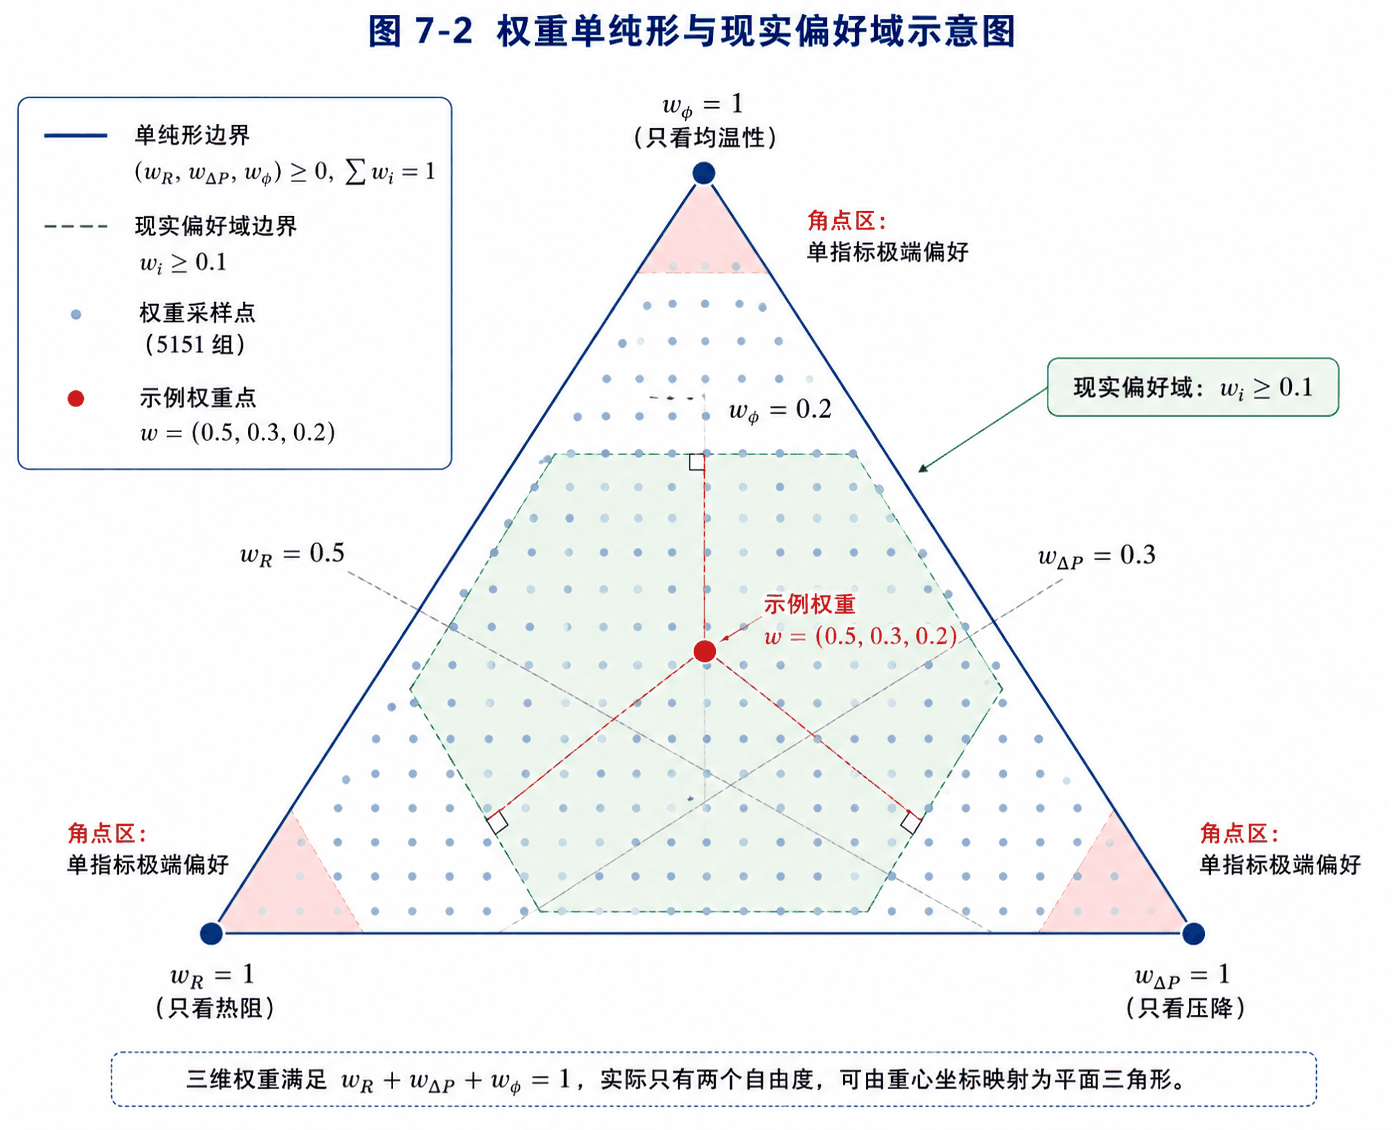 图 7-2 权重单纯形与现实偏好域示意图
单纯形边界
(w_R, w_ΔP, w_ϕ) ≥ 0, ∑ w_i = 1
现实偏好域边界
w_i ≥ 0.1
权重采样点
（5151 组）
示例权重点
w = (0.5, 0.3, 0.2)
w_ϕ = 1
（只看均温性）
角点区：
单指标极端偏好
现实偏好域：w_i ≥ 0.1
w_ϕ = 0.2
w_R = 0.5
w_ΔP = 0.3
示例权重
w = (0.5, 0.3, 0.2)
角点区：
单指标极端偏好
角点区：
单指标极端偏好
w_R = 1
（只看热阻）
w_ΔP = 1
（只看压降）
三维权重满足 w_R + w_ΔP + w_ϕ = 1，实际只有两个自由度，可由重心坐标映射为平面三角形。